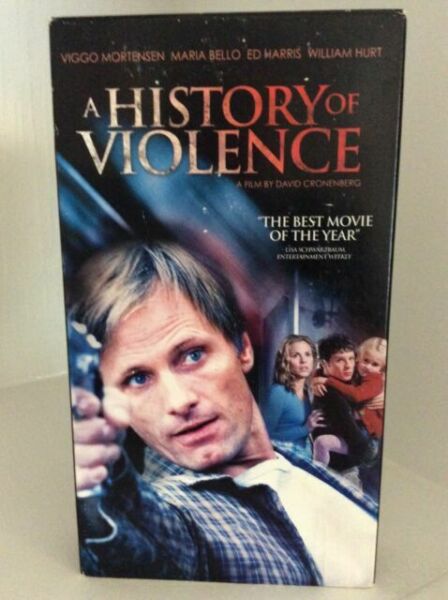 VIGGO MORTENSEN MARIA BELLO ED HARRIS WILLIAM HURT
A HISTORY OF
VIOLENCE
A FILM BY DAVID CRONENBERG
"THE BEST MOVIE
OF THE YEAR"
-LISA SCHWARZBAUM,
ENTERTAINMENT WEEKLY